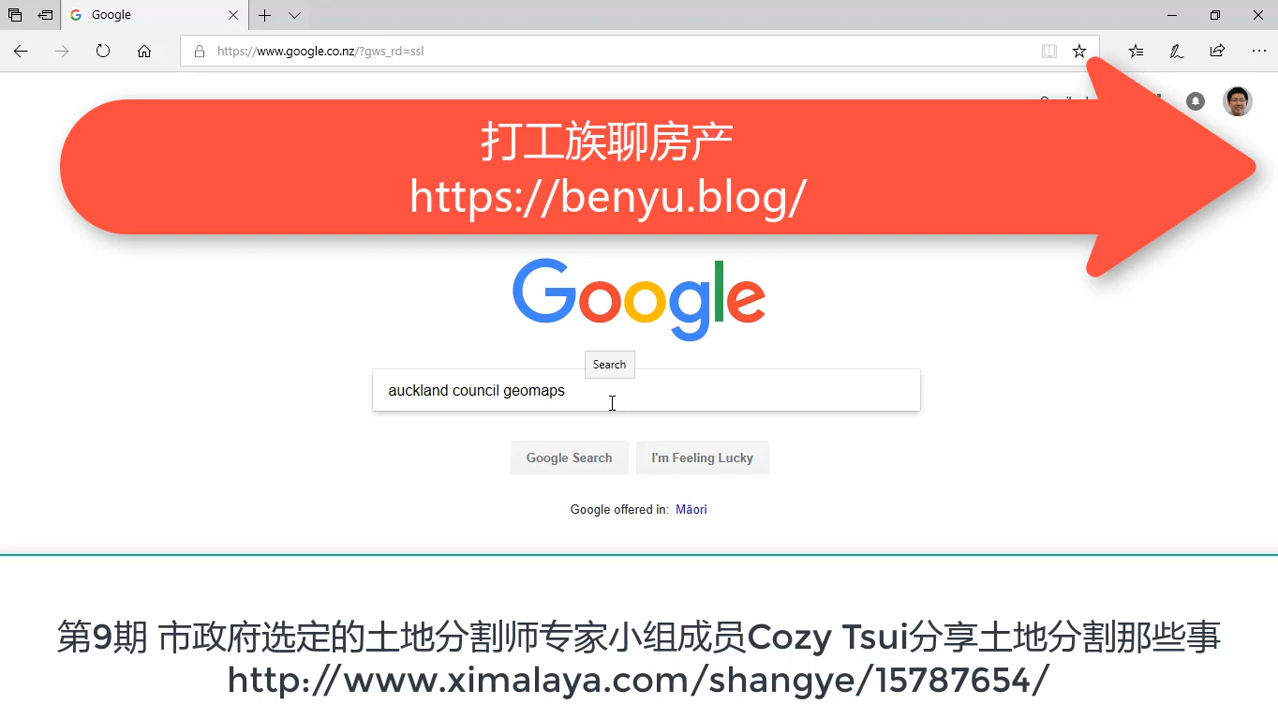 Google
https://www.google.co.nz/?gws_rd=ssl
打工族聊房产
https://benyu.blog/
Google
Search
auckland council geomaps
Google Search
I'm Feeling Lucky
Google offered in: Māori
第9期 市政府选定的土地分割师专家小组成员Cozy Tsui分享土地分割那些事
http://www.ximalaya.com/shangye/15787654/